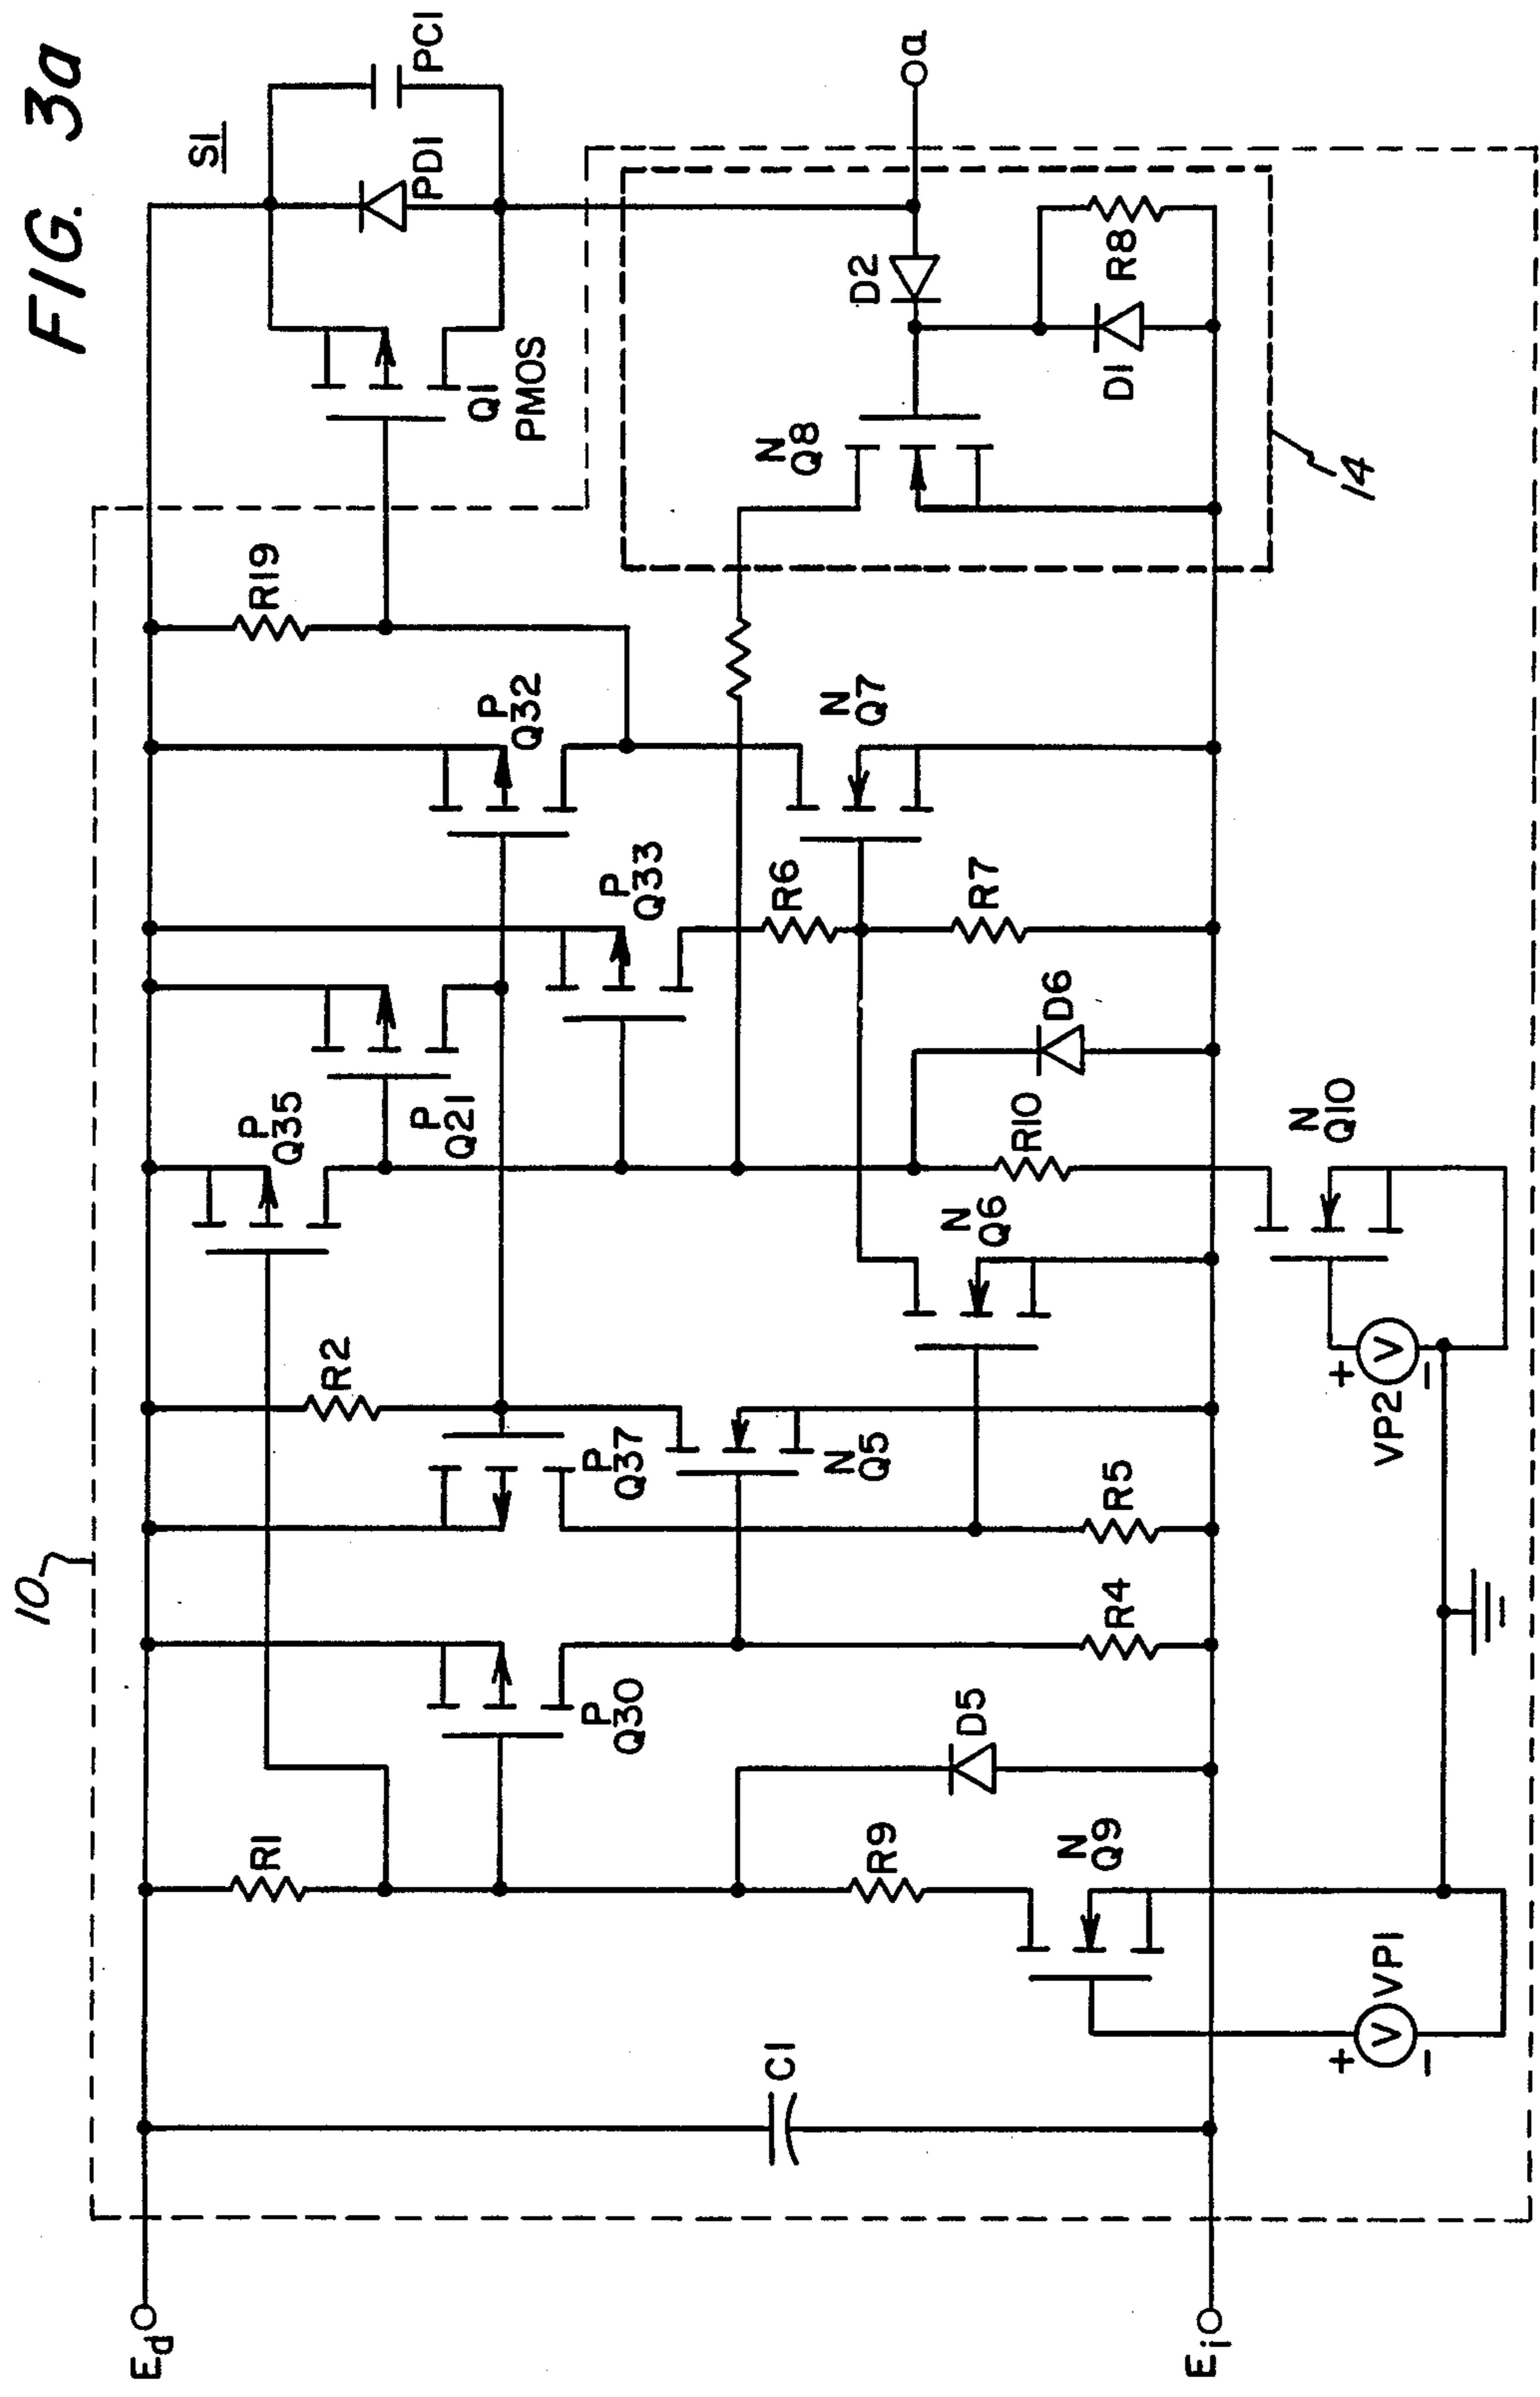 FIG. 3a
10
S1
PC1
PD1
Q1
PMOS
a
D2
R8
D1
N
Q8
14
R19
P
Q32
N
Q7
P
Q33
R6
R7
D6
P
Q35
P
Q21
R10
N
Q10
N
Q6
R2
P
Q37
N
Q5
R5
+
V
-
VP2
R4
P
Q30
D5
R1
R9
N
Q9
+
V
-
VP1
C1
Ed
Ei